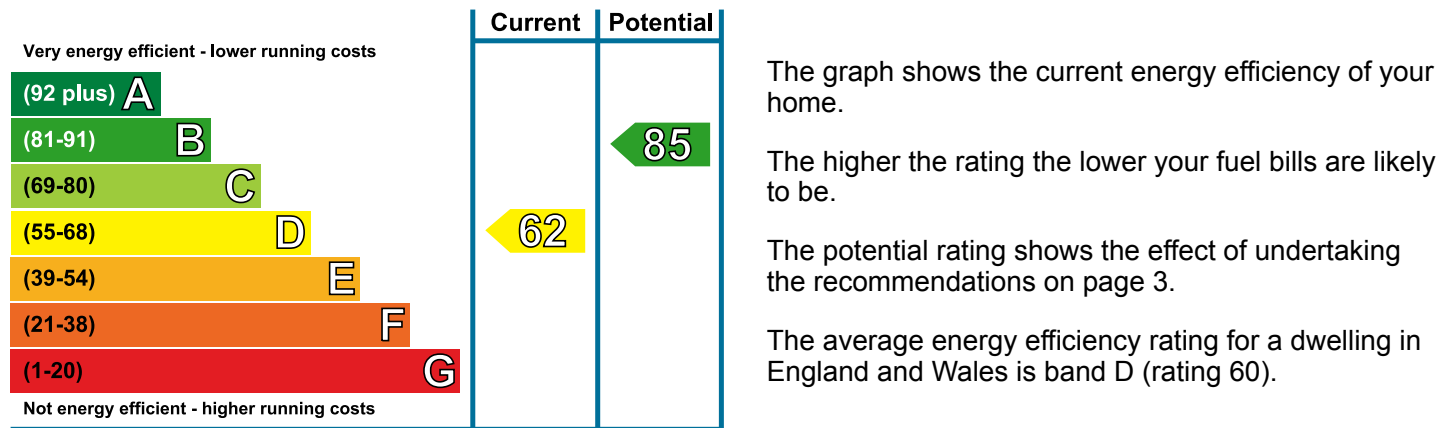 Current Potential
Very energy efficient - lower running costs
(92 plus) A
(81-91) B
85
(69-80) C
(55-68) D
62
(39-54) E
(21-38) F
(1-20) G
Not energy efficient - higher running costs
The graph shows the current energy efficiency of your
home.
The higher the rating the lower your fuel bills are likely
to be.
The potential rating shows the effect of undertaking
the recommendations on page 3.
The average energy efficiency rating for a dwelling in
England and Wales is band D (rating 60).